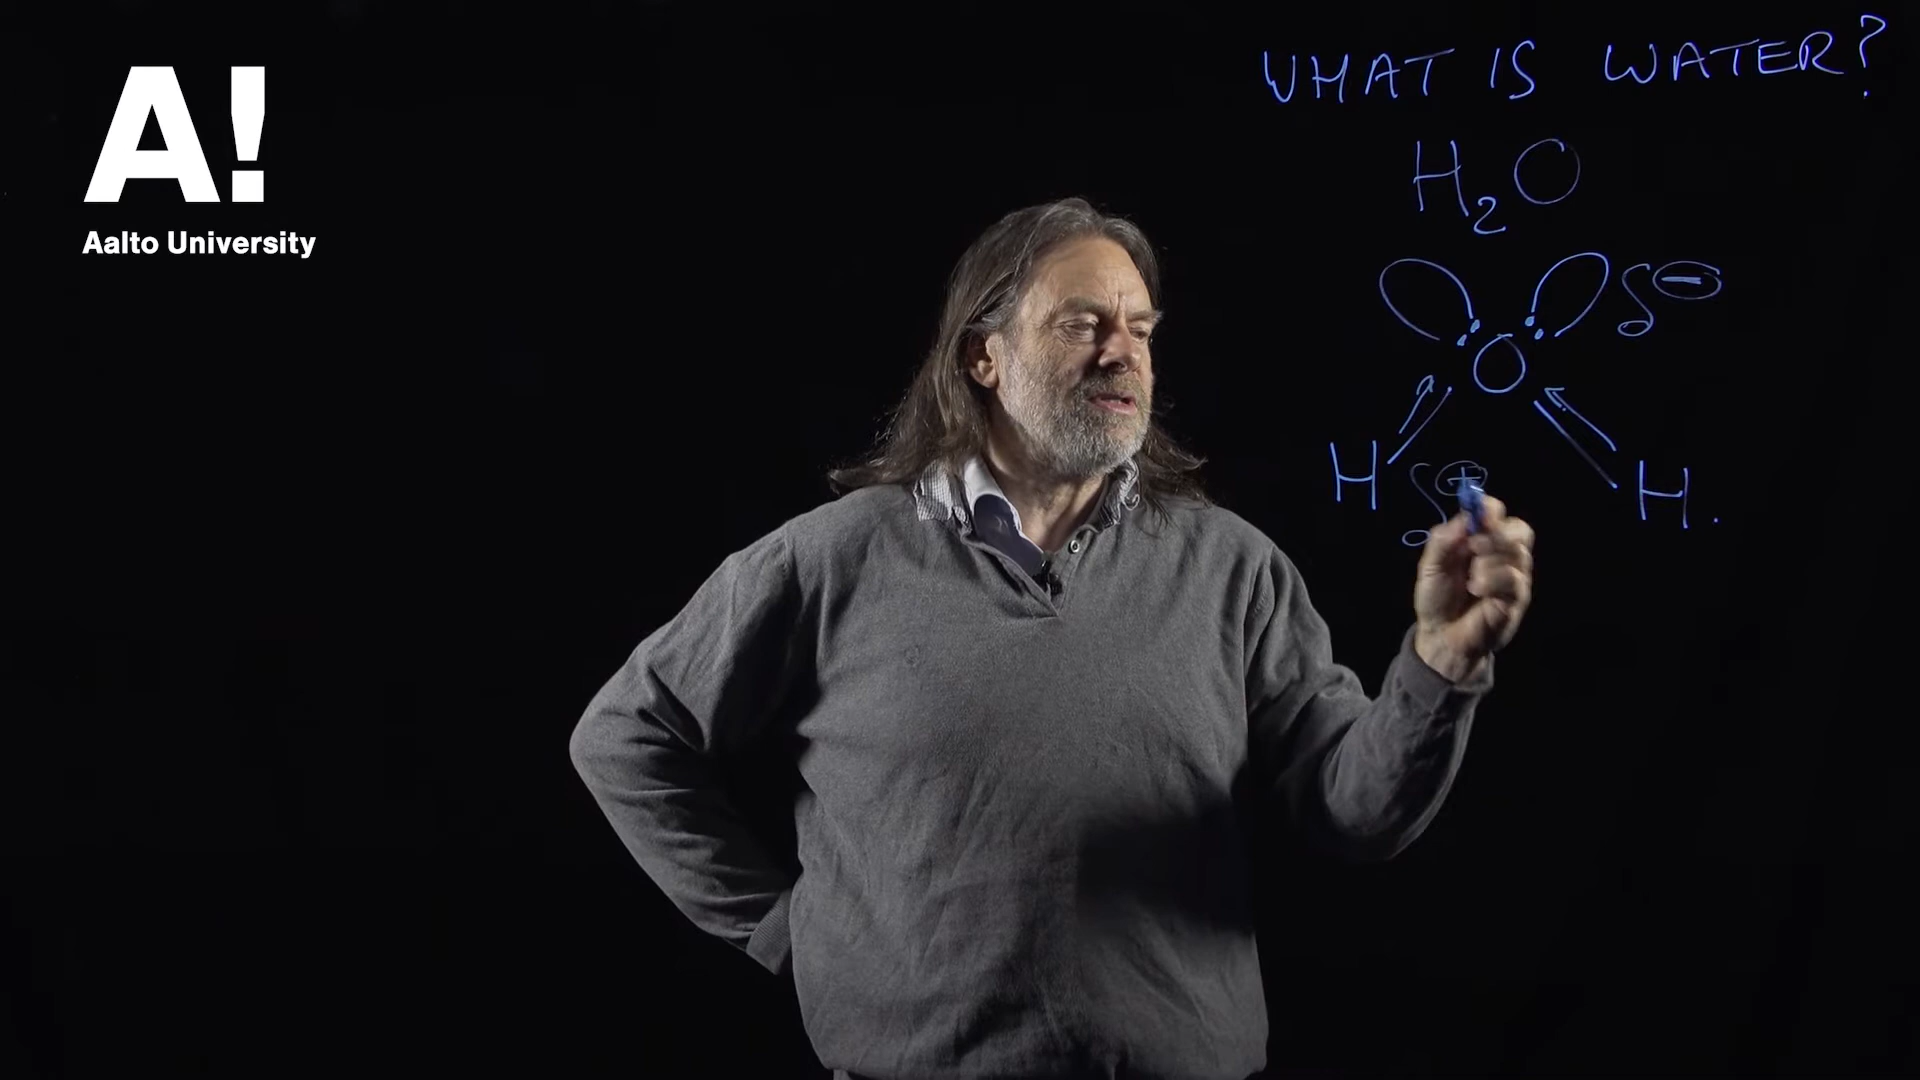 A!
Aalto University
WHAT IS WATER?
H₂O
δ⊖
O
H H.
δ⊕